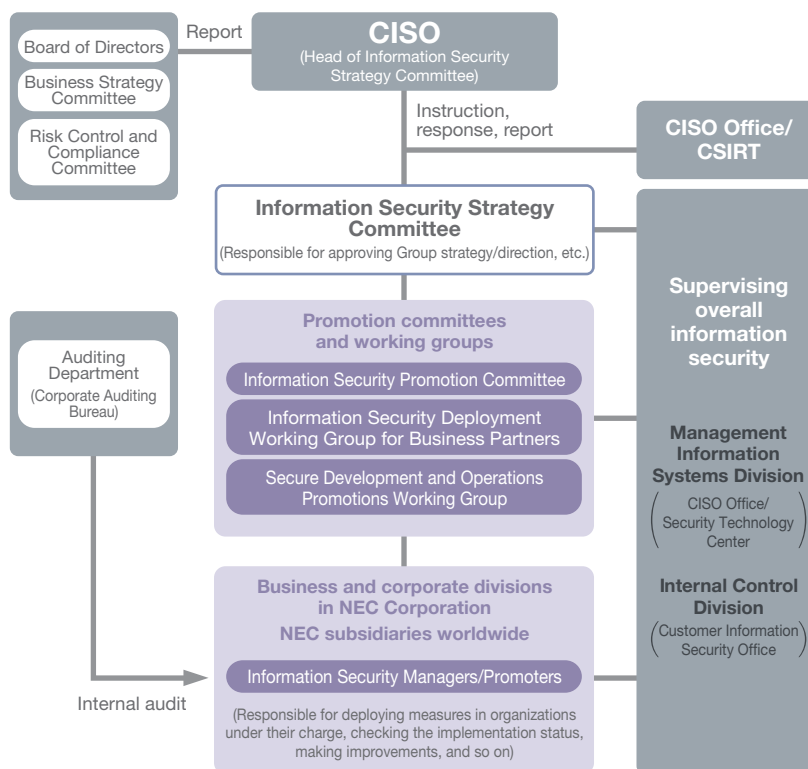 Board of Directors
Business Strategy
Committee
Risk Control and
Compliance
Committee
Report
CISO
(Head of Information Security
Strategy Committee)
Instruction,
response, report
CISO Office/
CSIRT
Information Security Strategy
Committee
(Responsible for approving Group strategy/direction, etc.)
Promotion committees
and working groups
Information Security Promotion Committee
Information Security Deployment
Working Group for Business Partners
Secure Development and Operations
Promotions Working Group
Auditing
Department
(Corporate Auditing
Bureau)
Internal audit
Business and corporate divisions
in NEC Corporation
NEC subsidiaries worldwide
Information Security Managers/Promoters
(Responsible for deploying measures in organizations
under their charge, checking the implementation status,
making improvements, and so on)
Supervising
overall
information
security
Management
Information
Systems Division
(CISO Office/
Security Technology
Center)
Internal Control
Division
(Customer Information
Security Office)